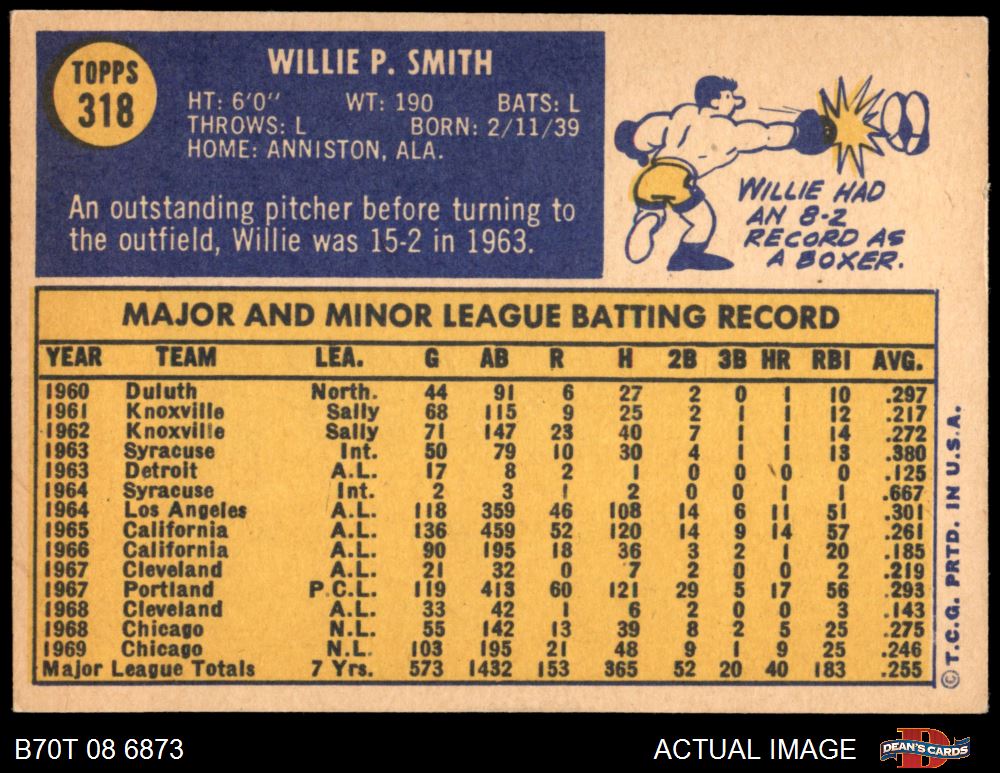 TOPPS
318
WILLIE P. SMITH
HT: 6'0" WT: 190 BATS: L
THROWS: L BORN: 2/11/39
HOME: ANNISTON, ALA.
An outstanding pitcher before turning to
the outfield, Willie was 15-2 in 1963.
WILLIE HAD
AN 8-2
RECORD AS
A BOXER.
MAJOR AND MINOR LEAGUE BATTING RECORD
YEAR TEAM LEA. G AB R H 2B 3B HR RBI AVG.
1960 Duluth North. 44 91 6 27 2 0 1 10 .297
1961 Knoxville Sally 68 115 9 25 2 1 1 12 .217
1962 Knoxville Sally 71 147 23 40 7 1 1 14 .272
1963 Syracuse Int. 50 79 10 30 4 1 1 13 .380
1963 Detroit A.L. 17 8 2 1 0 0 0 0 .125
1964 Syracuse Int. 2 3 1 2 0 0 1 1 .667
1964 Los Angeles A.L. 118 359 46 108 14 6 11 51 .301
1965 California A.L. 136 459 52 120 14 9 14 57 .261
1966 California A.L. 90 195 18 36 3 2 1 20 .185
1967 Cleveland A.L. 21 32 0 7 2 0 0 2 .219
1967 Portland P.C.L. 119 413 60 121 29 5 17 56 .293
1968 Cleveland A.L. 33 42 1 6 2 0 0 3 .143
1968 Chicago N.L. 55 142 13 39 8 2 5 25 .275
1969 Chicago N.L. 103 195 21 48 9 1 9 25 .246
Major League Totals 7 Yrs. 573 1432 153 365 52 20 40 183 .255
© T.C.G. PRTD. IN U.S.A.
B70T 08 6873 ACTUAL IMAGE
DEAN'S CARDS